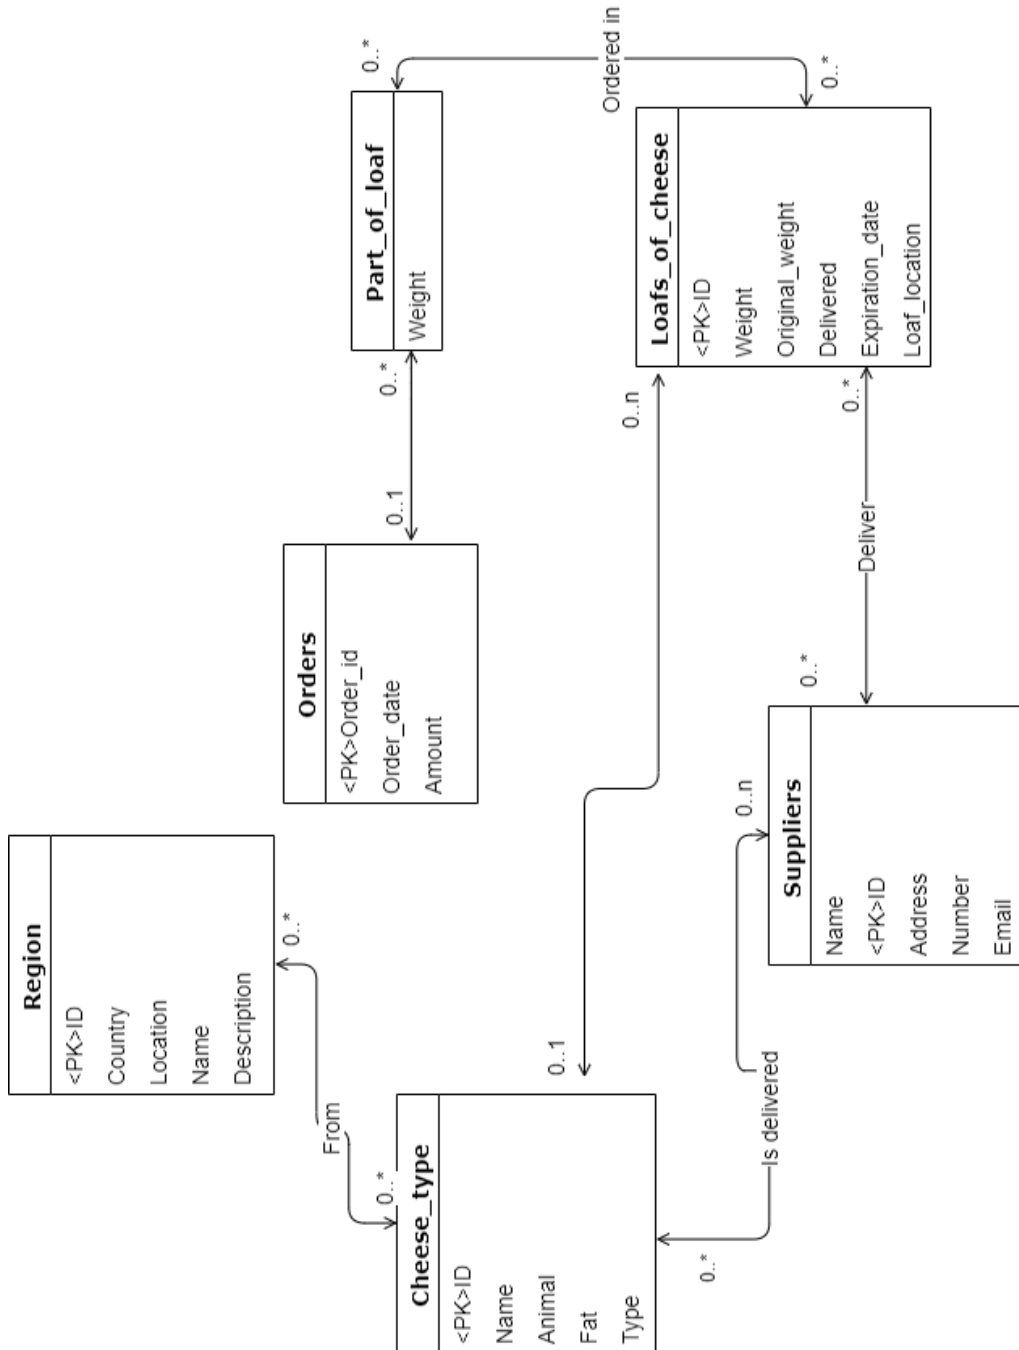 Region
<PK>ID
Country
Location
Name
Description
0..*
From
0..*
Cheese_type
<PK>ID
Name
Animal
Fat
Type
0..1
0..*
Is delivered
0..n
Orders
<PK>Order_id
Order_date
Amount
0..1
0..*
Part_of_loaf
Weight
0..*
Ordered in
0..*
Loafs_of_cheese
<PK>ID
Weight
Original_weight
Delivered
Expiration_date
Loaf_location
0..n
0..*
Deliver
0..*
Suppliers
Name
<PK>ID
Address
Number
Email